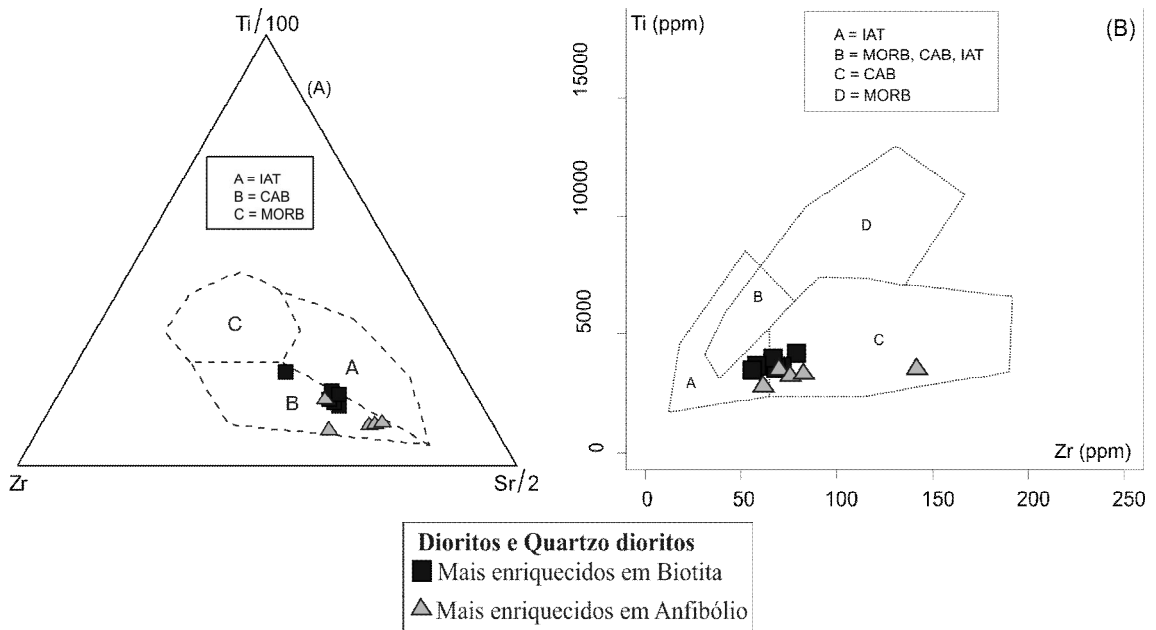 Ti/100
(A)
A = IAT
B = CAB
C = MORB
C
A
B
Zr
Sr/2
Ti (ppm)
(B)
A = IAT
B = MORB, CAB, IAT
C = CAB
D = MORB
15000
10000
5000
0
D
B
C
A
Zr (ppm)
0 50 100 150 200 250
Dioritos e Quartzo dioritos
Mais enriquecidos em Biotita
Mais enriquecidos em Anfibólio